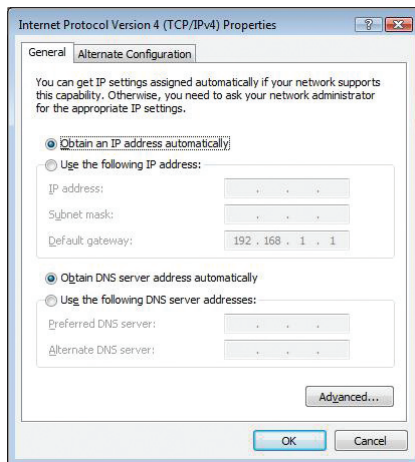 Internet Protocol Version 4 (TCP/IPv4) Properties
General
Alternate Configuration
You can get IP settings assigned automatically if your network supports
this capability. Otherwise, you need to ask your network administrator
for the appropriate IP settings.
Obtain an IP address automatically
Use the following IP address:
IP address:
Subnet mask:
Default gateway:
192 . 168 . 1 . 1
Obtain DNS server address automatically
Use the following DNS server addresses:
Preferred DNS server:
Alternate DNS server:
Advanced...
OK
Cancel